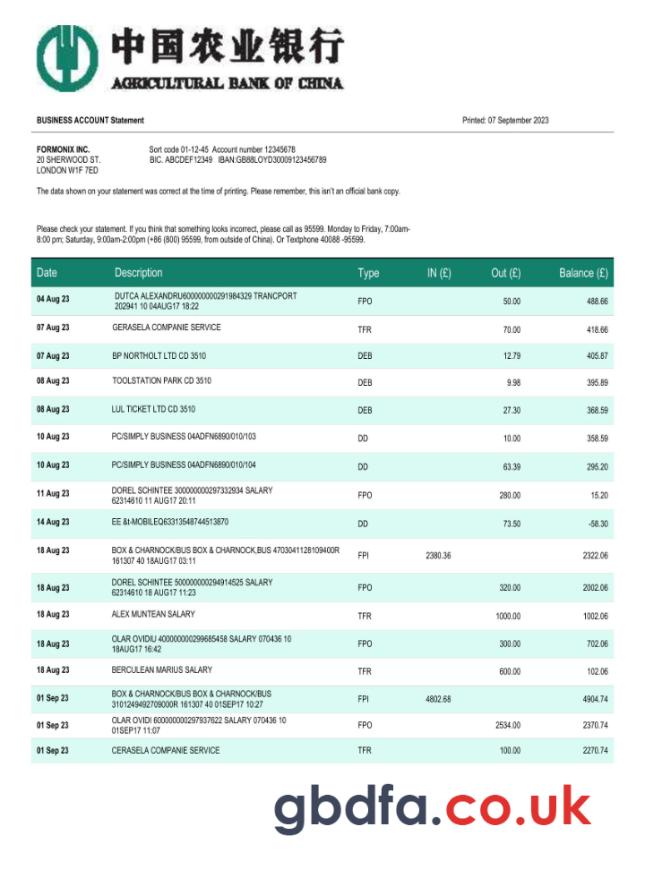 中国农业银行
AGRICULTURAL BANK OF CHINA
BUSINESS ACCOUNT Statement Printed: 07 September 2023
FORMONIX INC. Sort code 01-12-45 Account number 12345678
20 SHERWOOD ST. BIC. ABCDEF12349 IBAN:GB88LOYD30009123456789
LONDON W1F 7ED
The data shown on your statement was correct at the time of printing. Please remember, this isn't an official bank copy.
Please check your statement. If you think that something looks incorrect, please call as 95599. Monday to Friday, 7:00am-
8:00 pm; Saturday, 9:00am-2:00pm (+86 (800) 95599, from outside of China). Or Textphone 40088 -95599.
Date Description Type IN (£) Out (£) Balance (£)
04 Aug 23 DUTCA ALEXANDRU600000000291984329 TRANCPORT FPO 50.00 488.66
202941 10 04AUG17 18:22
07 Aug 23 GERASELA COMPANIE SERVICE TFR 70.00 418.66
07 Aug 23 BP NORTHOLT LTD CD 3510 DEB 12.79 405.87
08 Aug 23 TOOLSTATION PARK CD 3510 DEB 9.98 395.89
08 Aug 23 LUL TICKET LTD CD 3510 DEB 27.30 368.59
10 Aug 23 PC/SIMPLY BUSINESS 04ADFN6890/010/103 DD 10.00 358.59
10 Aug 23 PC/SIMPLY BUSINESS 04ADFN6890/010/104 DD 63.39 295.20
11 Aug 23 DOREL SCHINTEE 300000000297332934 SALARY FPO 280.00 15.20
62314610 11 AUG17 20:11
14 Aug 23 EE &t-MOBILEQ63313548744513870 DD 73.50 -58.30
18 Aug 23 BOX & CHARNOCK/BUS BOX & CHARNOCK,BUS 4703041128109400R FPI 2380.36 2322.06
161307 40 18AUG17 03:11
18 Aug 23 DOREL SCHINTEE 500000000294914525 SALARY FPO 320.00 2002.06
62314610 18 AUG17 11:23
18 Aug 23 ALEX MUNTEAN SALARY TFR 1000.00 1002.06
18 Aug 23 OLAR OVIDIU 400000000299685458 SALARY 070436 10 FPO 300.00 702.06
18AUG17 16:42
18 Aug 23 BERCULEAN MARIUS SALARY TFR 600.00 102.06
01 Sep 23 BOX & CHARNOCK/BUS BOX & CHARNOCK/BUS FPI 4802.68 4904.74
3101249492709000R 161307 40 01SEP17 10:27
01 Sep 23 OLAR OVIDI 600000000297937622 SALARY 070436 10 FPO 2534.00 2370.74
01SEP17 11:07
01 Sep 23 CERASELA COMPANIE SERVICE TFR 100.00 2270.74
gbdfa.co.uk